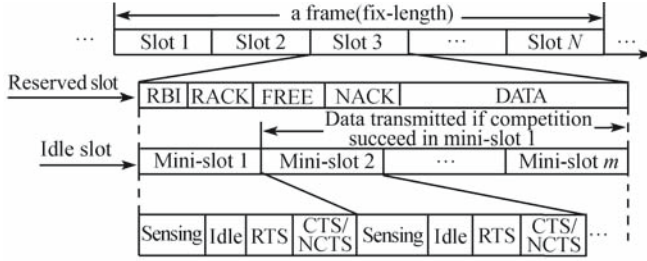 a frame(fix-length)
... Slot 1 Slot 2 Slot 3 ... Slot N ...
Reserved slot RBI RACK FREE NACK DATA
Data transmitted if competition
succeed in mini-slot 1
Idle slot Mini-slot 1 Mini-slot 2 ... Mini-slot m
Sensing Idle RTS CTS/ NCTS Sensing Idle RTS CTS/ NCTS ...